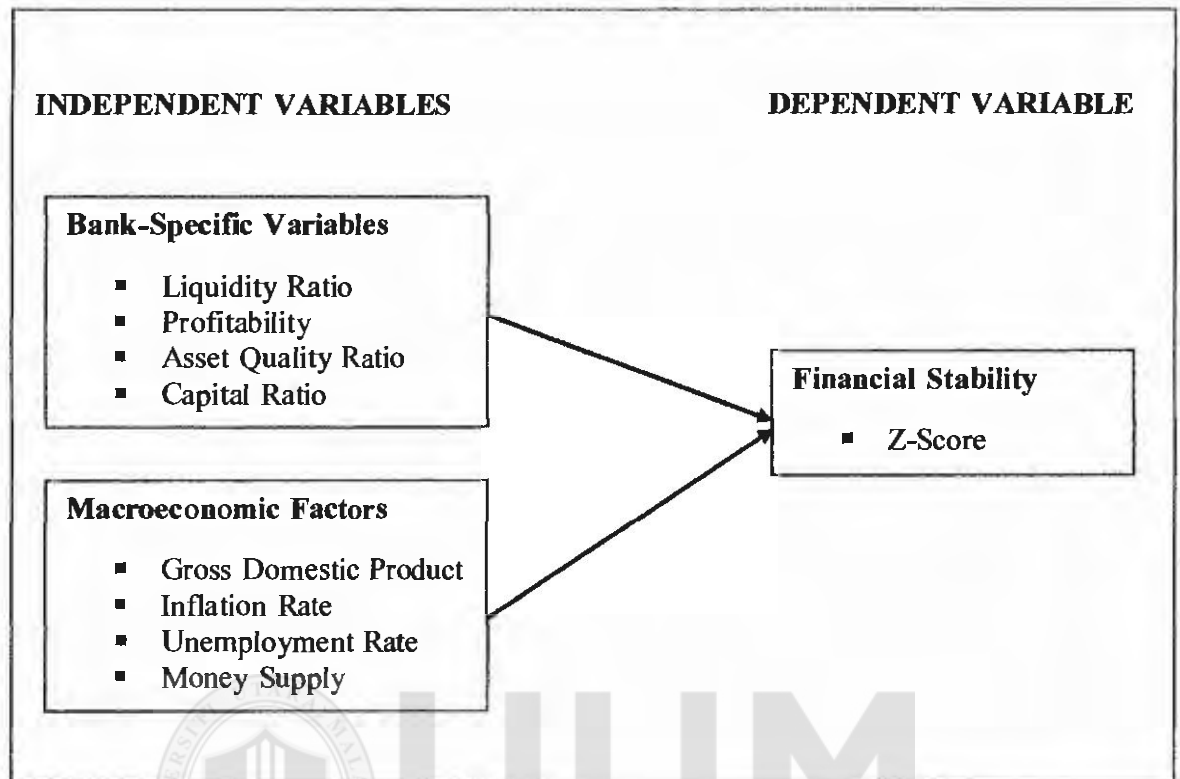 INDEPENDENT VARIABLES
DEPENDENT VARIABLE
Bank-Specific Variables
▪ Liquidity Ratio
▪ Profitability
▪ Asset Quality Ratio
▪ Capital Ratio
Financial Stability
▪ Z-Score
Macroeconomic Factors
▪ Gross Domestic Product
▪ Inflation Rate
▪ Unemployment Rate
▪ Money Supply
UUM